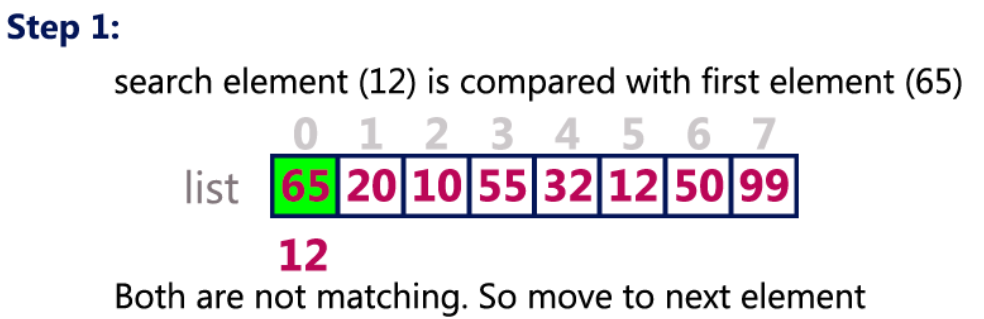 Step 1:
search element (12) is compared with first element (65)
0 1 2 3 4 5 6 7
list 65 20 10 55 32 12 50 99
12
Both are not matching. So move to next element